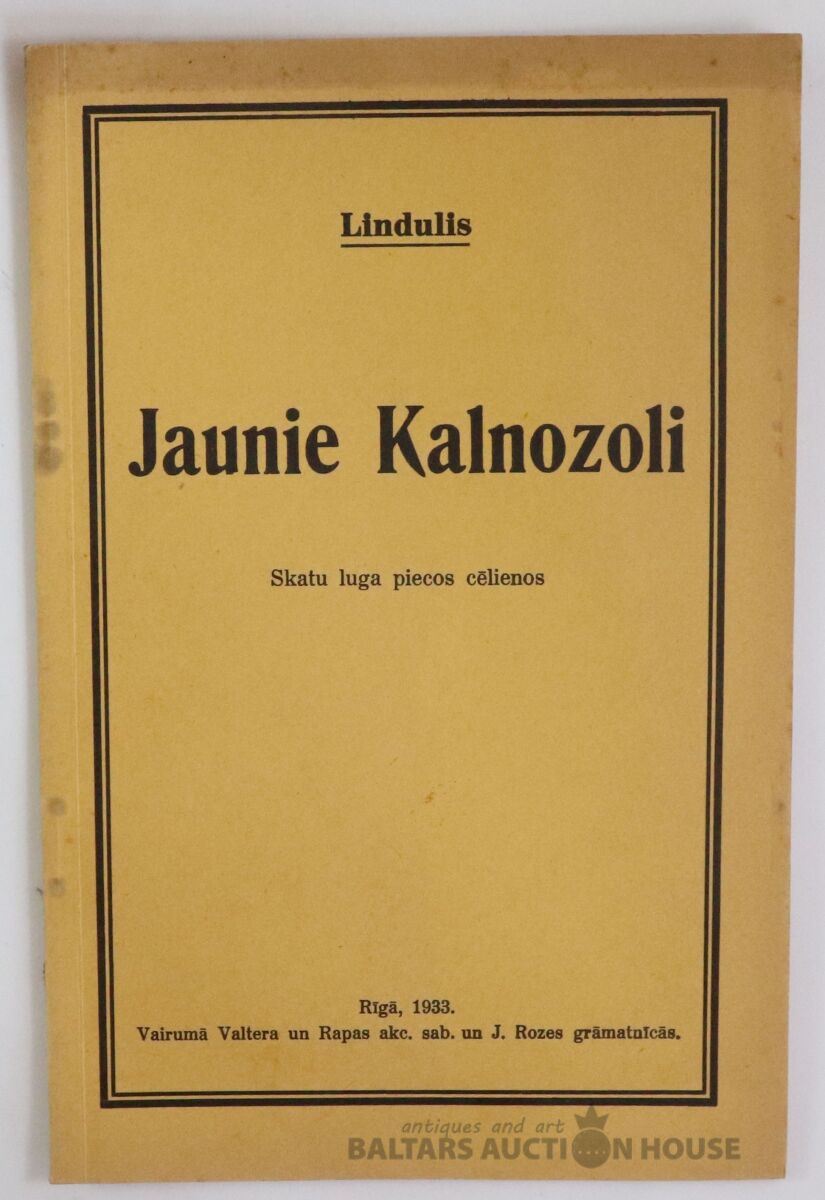 Lindulis
Jaunie Kalnozoli
Skatu luga piecos cēlienos
Rīgā, 1933.
Vairumā Valtera un Rapas akc. sab. un J. Rozes grāmatnīcās.
antiques and art
BALTARS AUCTION HOUSE